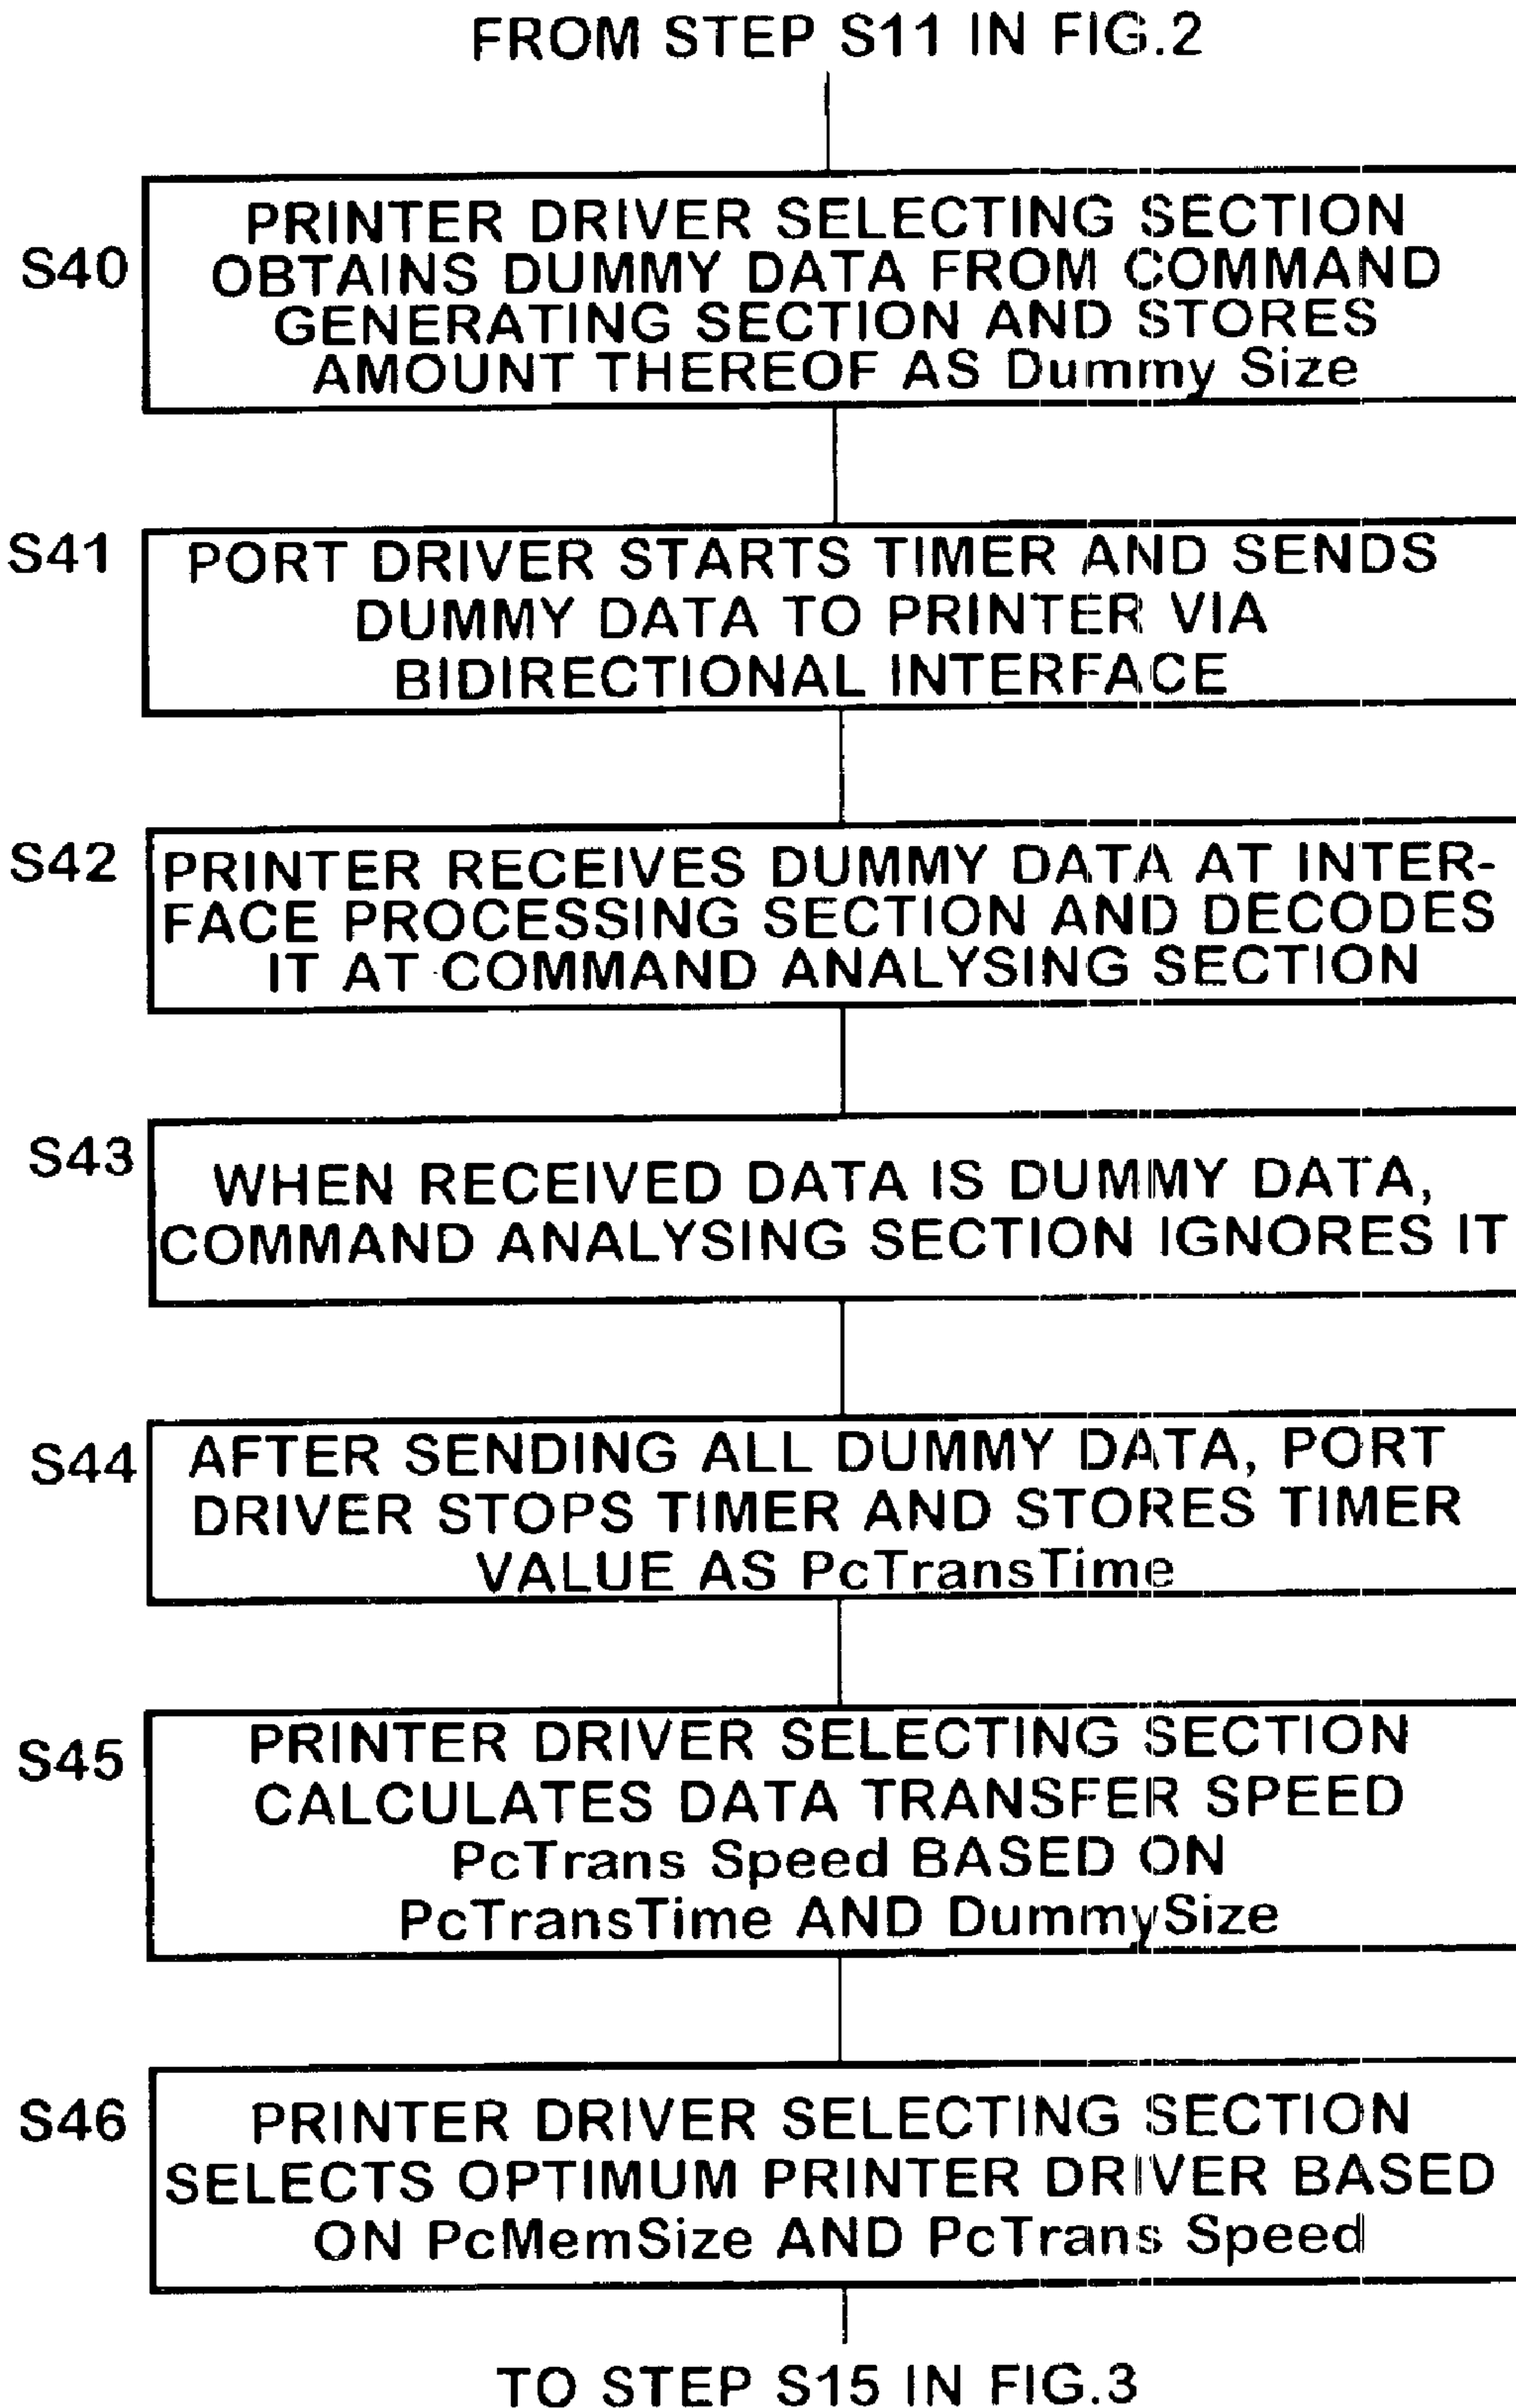 FROM STEP S11 IN FIG.2
S40
PRINTER DRIVER SELECTING SECTION
OBTAINS DUMMY DATA FROM COMMAND
GENERATING SECTION AND STORES
AMOUNT THEREOF AS Dummy Size
S41
PORT DRIVER STARTS TIMER AND SENDS
DUMMY DATA TO PRINTER VIA
BIDIRECTIONAL INTERFACE
S42
PRINTER RECEIVES DUMMY DATA AT INTER-
FACE PROCESSING SECTION AND DECODES
IT AT COMMAND ANALYSING SECTION
S43
WHEN RECEIVED DATA IS DUMMY DATA,
COMMAND ANALYSING SECTION IGNORES IT
S44
AFTER SENDING ALL DUMMY DATA, PORT
DRIVER STOPS TIMER AND STORES TIMER
VALUE AS PcTransTime
S45
PRINTER DRIVER SELECTING SECTION
CALCULATES DATA TRANSFER SPEED
PcTrans Speed BASED ON
PcTransTime AND DummySize
S46
PRINTER DRIVER SELECTING SECTION
SELECTS OPTIMUM PRINTER DRIVER BASED
ON PcMemSize AND PcTrans Speed
TO STEP S15 IN FIG.3